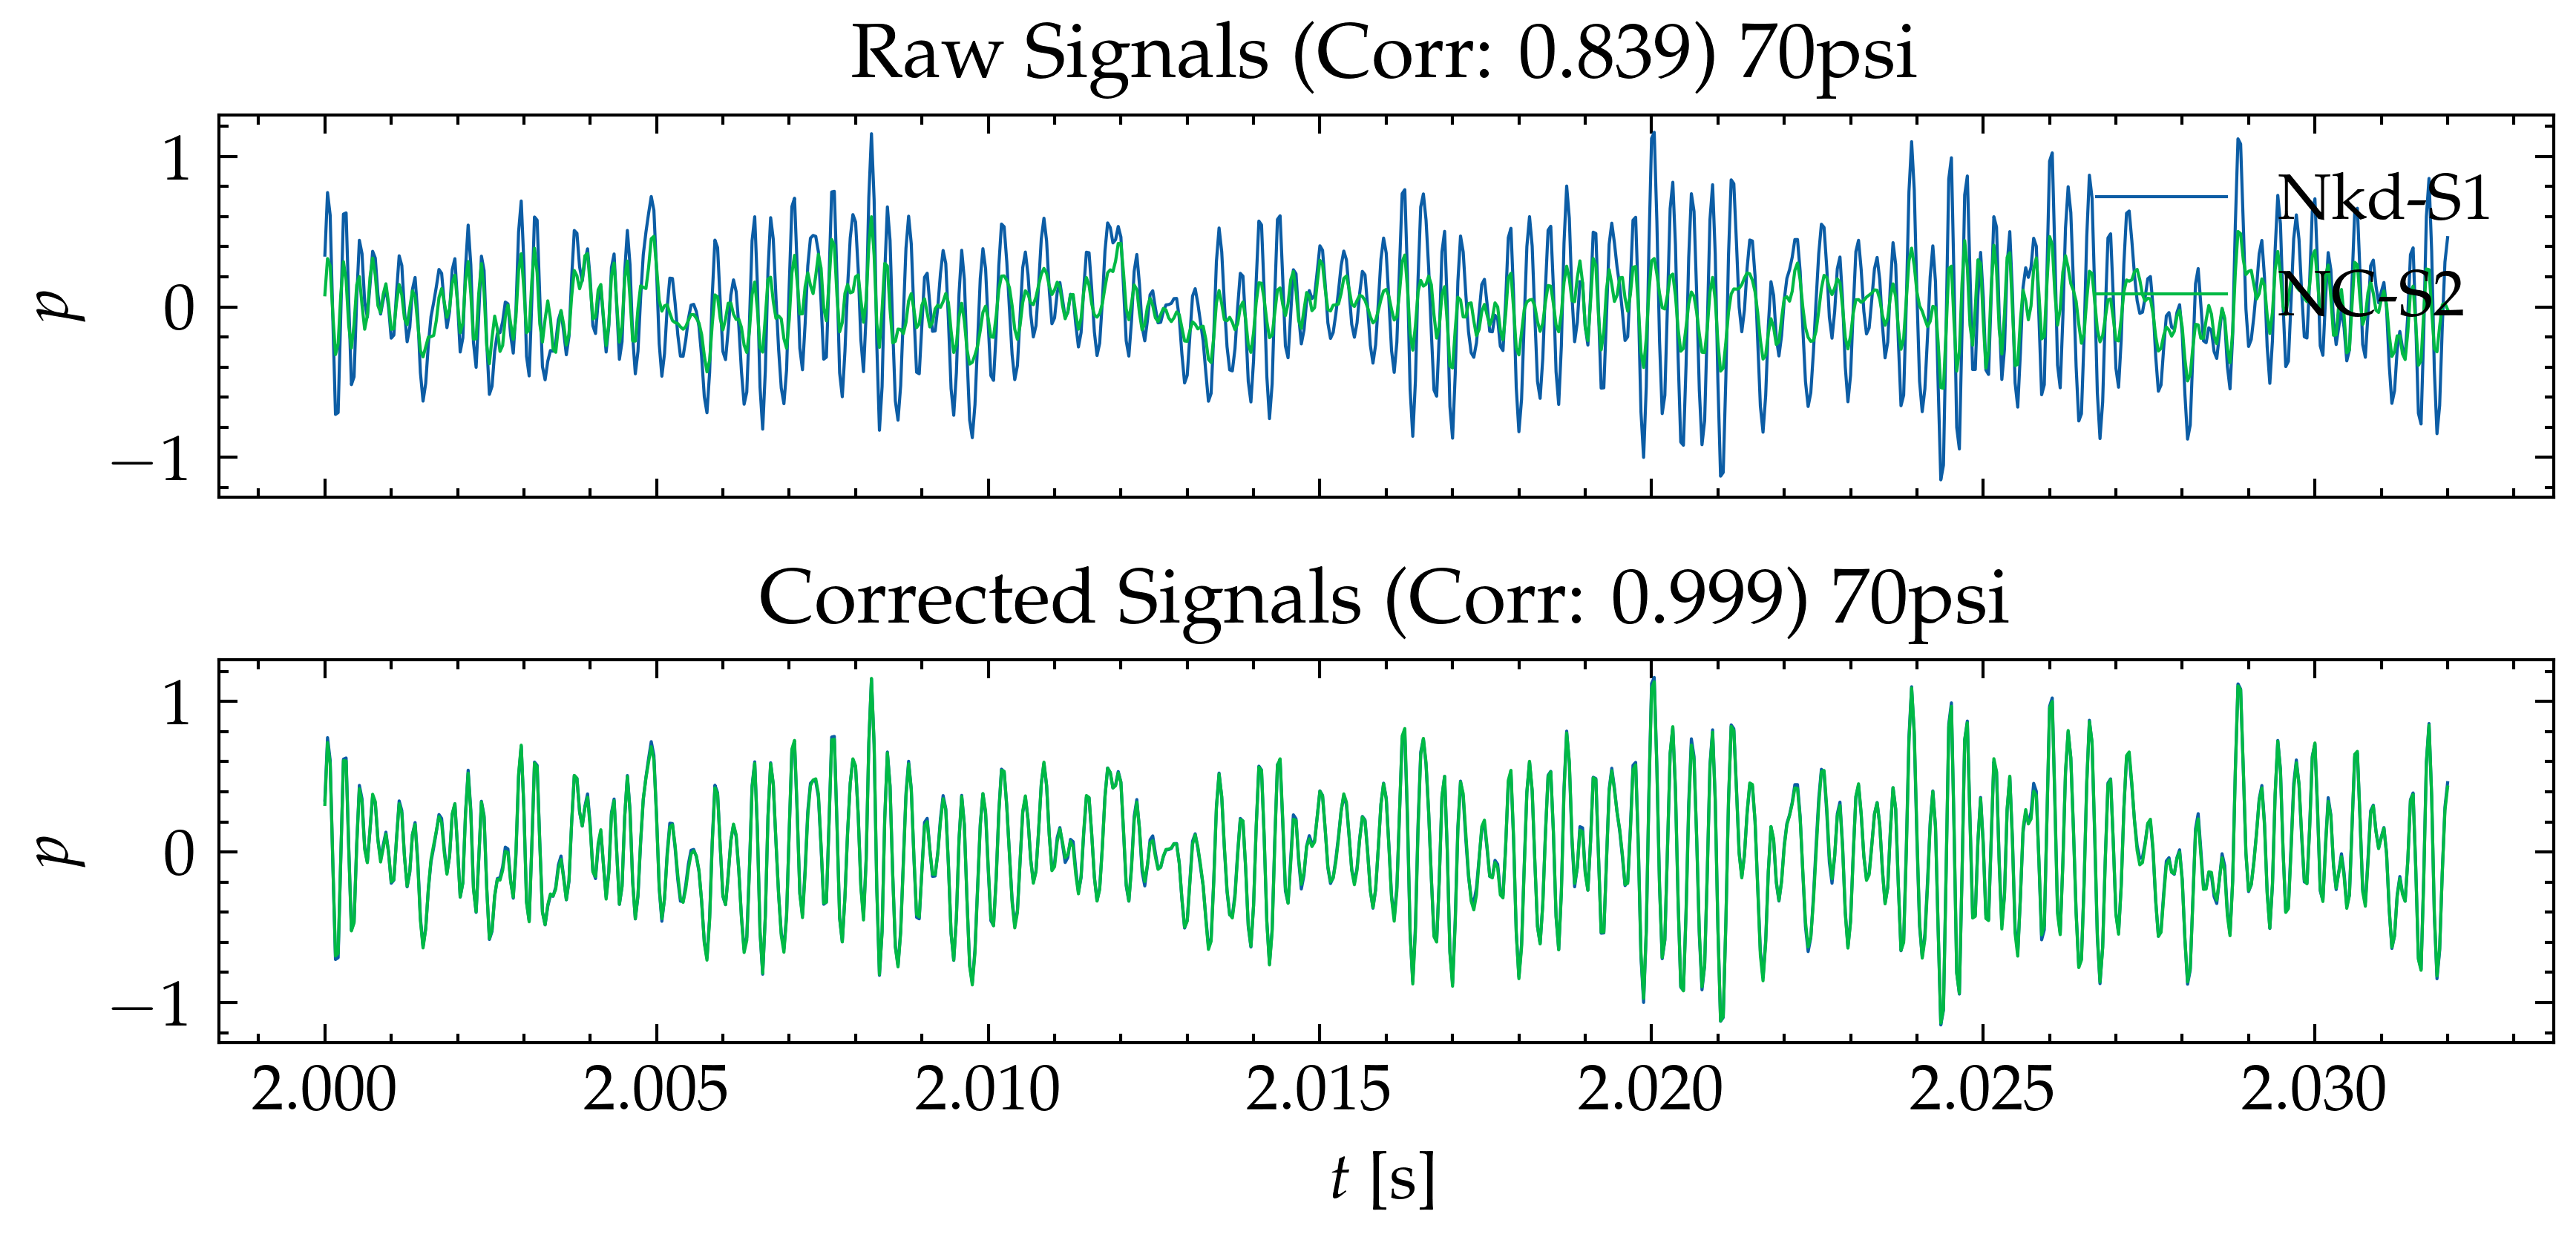 Raw Signals (Corr: 0.839) 70psi
1
0
−1
p
Nkd-S1
NC-S2
Corrected Signals (Corr: 0.999) 70psi
1
0
−1
p
2.000 2.005 2.010 2.015 2.020 2.025 2.030
t [s]